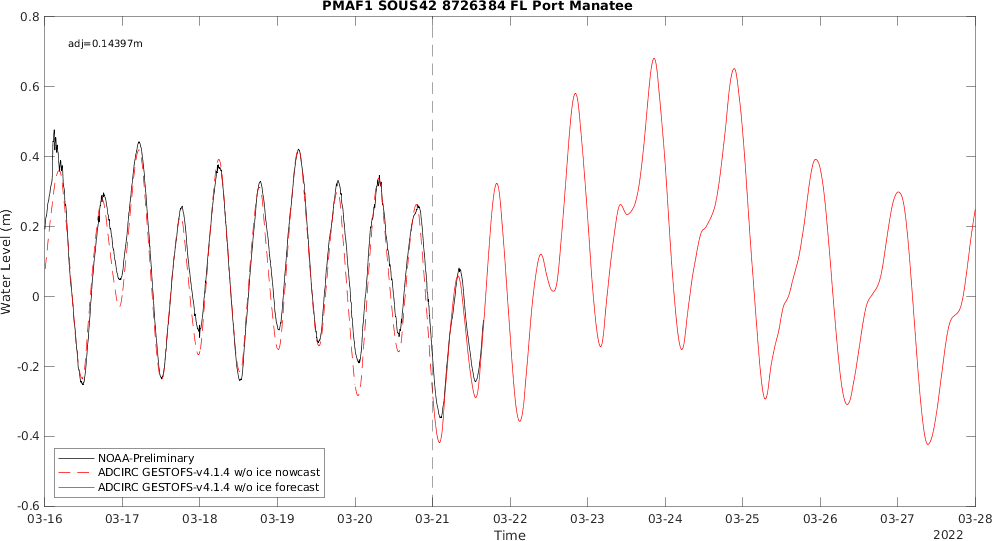 PMAF1 SOUS42 8726384 FL Port Manatee
adj=0.14397m
0.8
0.6
0.4
0.2
0
-0.2
-0.4
-0.6
Water Level (m)
NOAA-Preliminary
ADCIRC GESTOFS-v4.1.4 w/o ice nowcast
ADCIRC GESTOFS-v4.1.4 w/o ice forecast
03-16 03-17 03-18 03-19 03-20 03-21 03-22 03-23 03-24 03-25 03-26 03-27 03-28
Time
2022